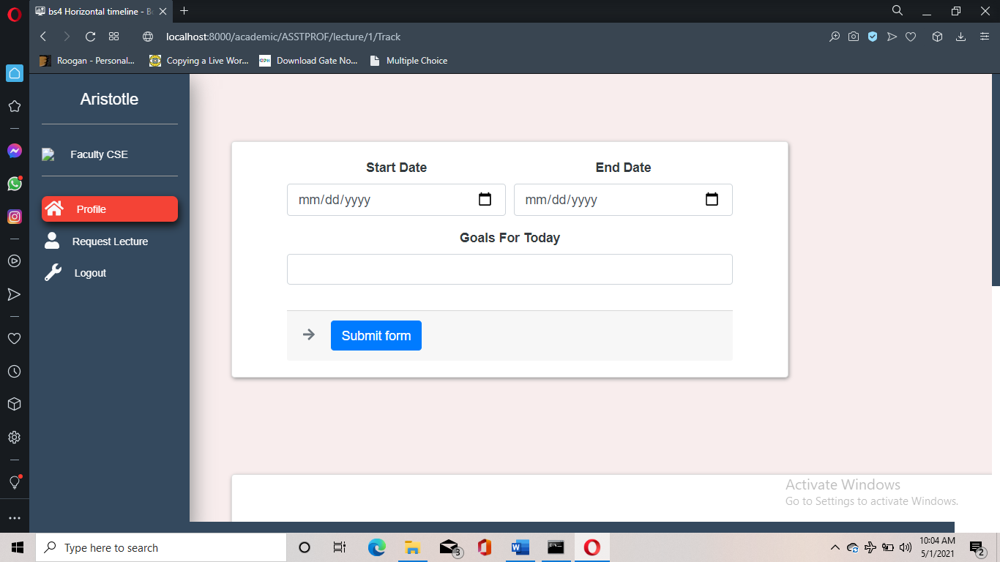 bs4 Horizontal timeline - Bo
localhost:8000/academic/ASSTPROF/lecture/1/Track
Roogan - Personal... Copying a Live Wor... Download Gate No... Multiple Choice
Aristotle
Faculty CSE
Profile
Request Lecture
Logout
Start Date End Date
mm/dd/yyyy mm/dd/yyyy
Goals For Today
Submit form
Activate Windows
Go to Settings to activate Windows.
Type here to search
3
10:04 AM
5/1/2021
2